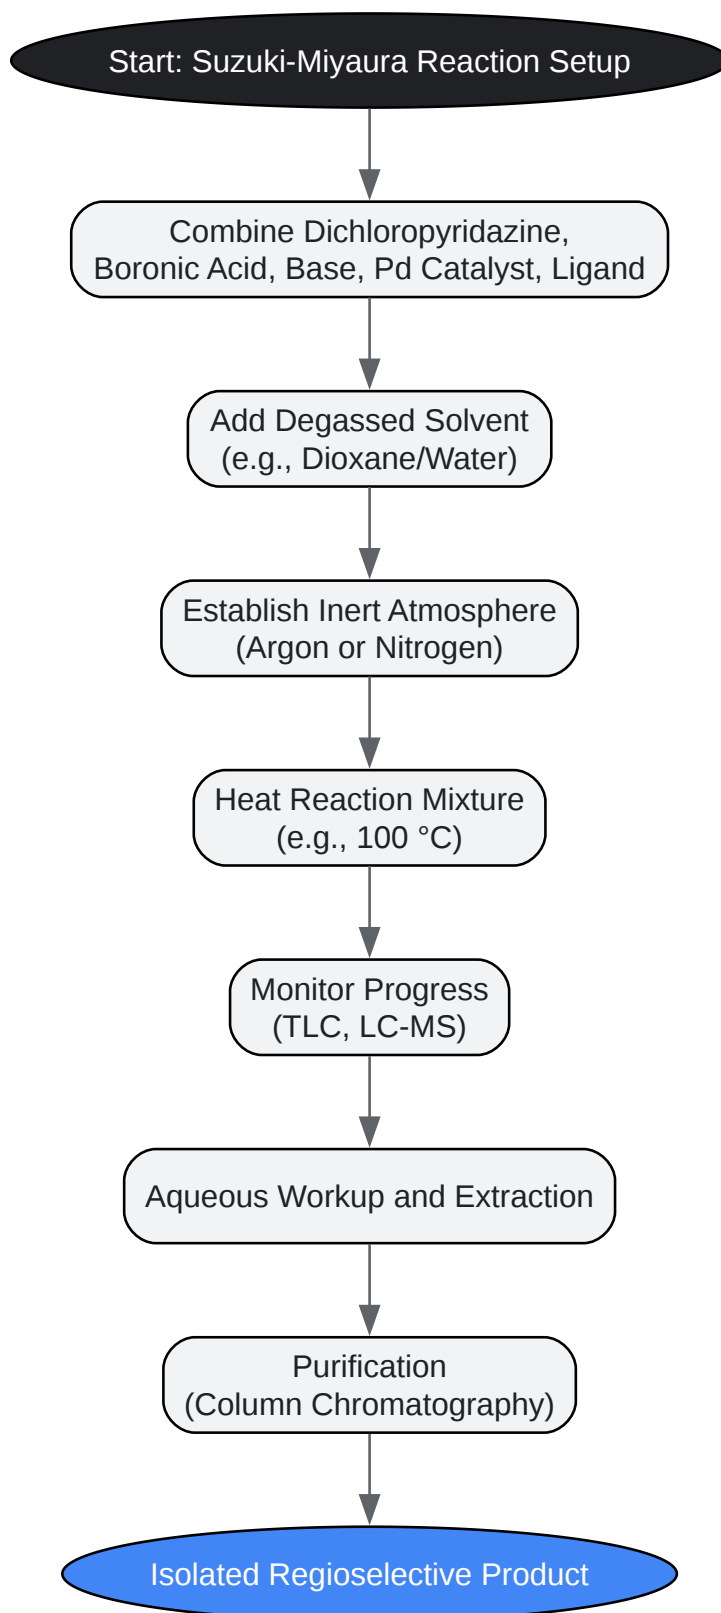 Start: Suzuki-Miyaura Reaction Setup
Combine Dichloropyridazine,
Boronic Acid, Base, Pd Catalyst, Ligand
Add Degassed Solvent
(e.g., Dioxane/Water)
Establish Inert Atmosphere
(Argon or Nitrogen)
Heat Reaction Mixture
(e.g., 100 °C)
Monitor Progress
(TLC, LC-MS)
Aqueous Workup and Extraction
Purification
(Column Chromatography)
Isolated Regioselective Product